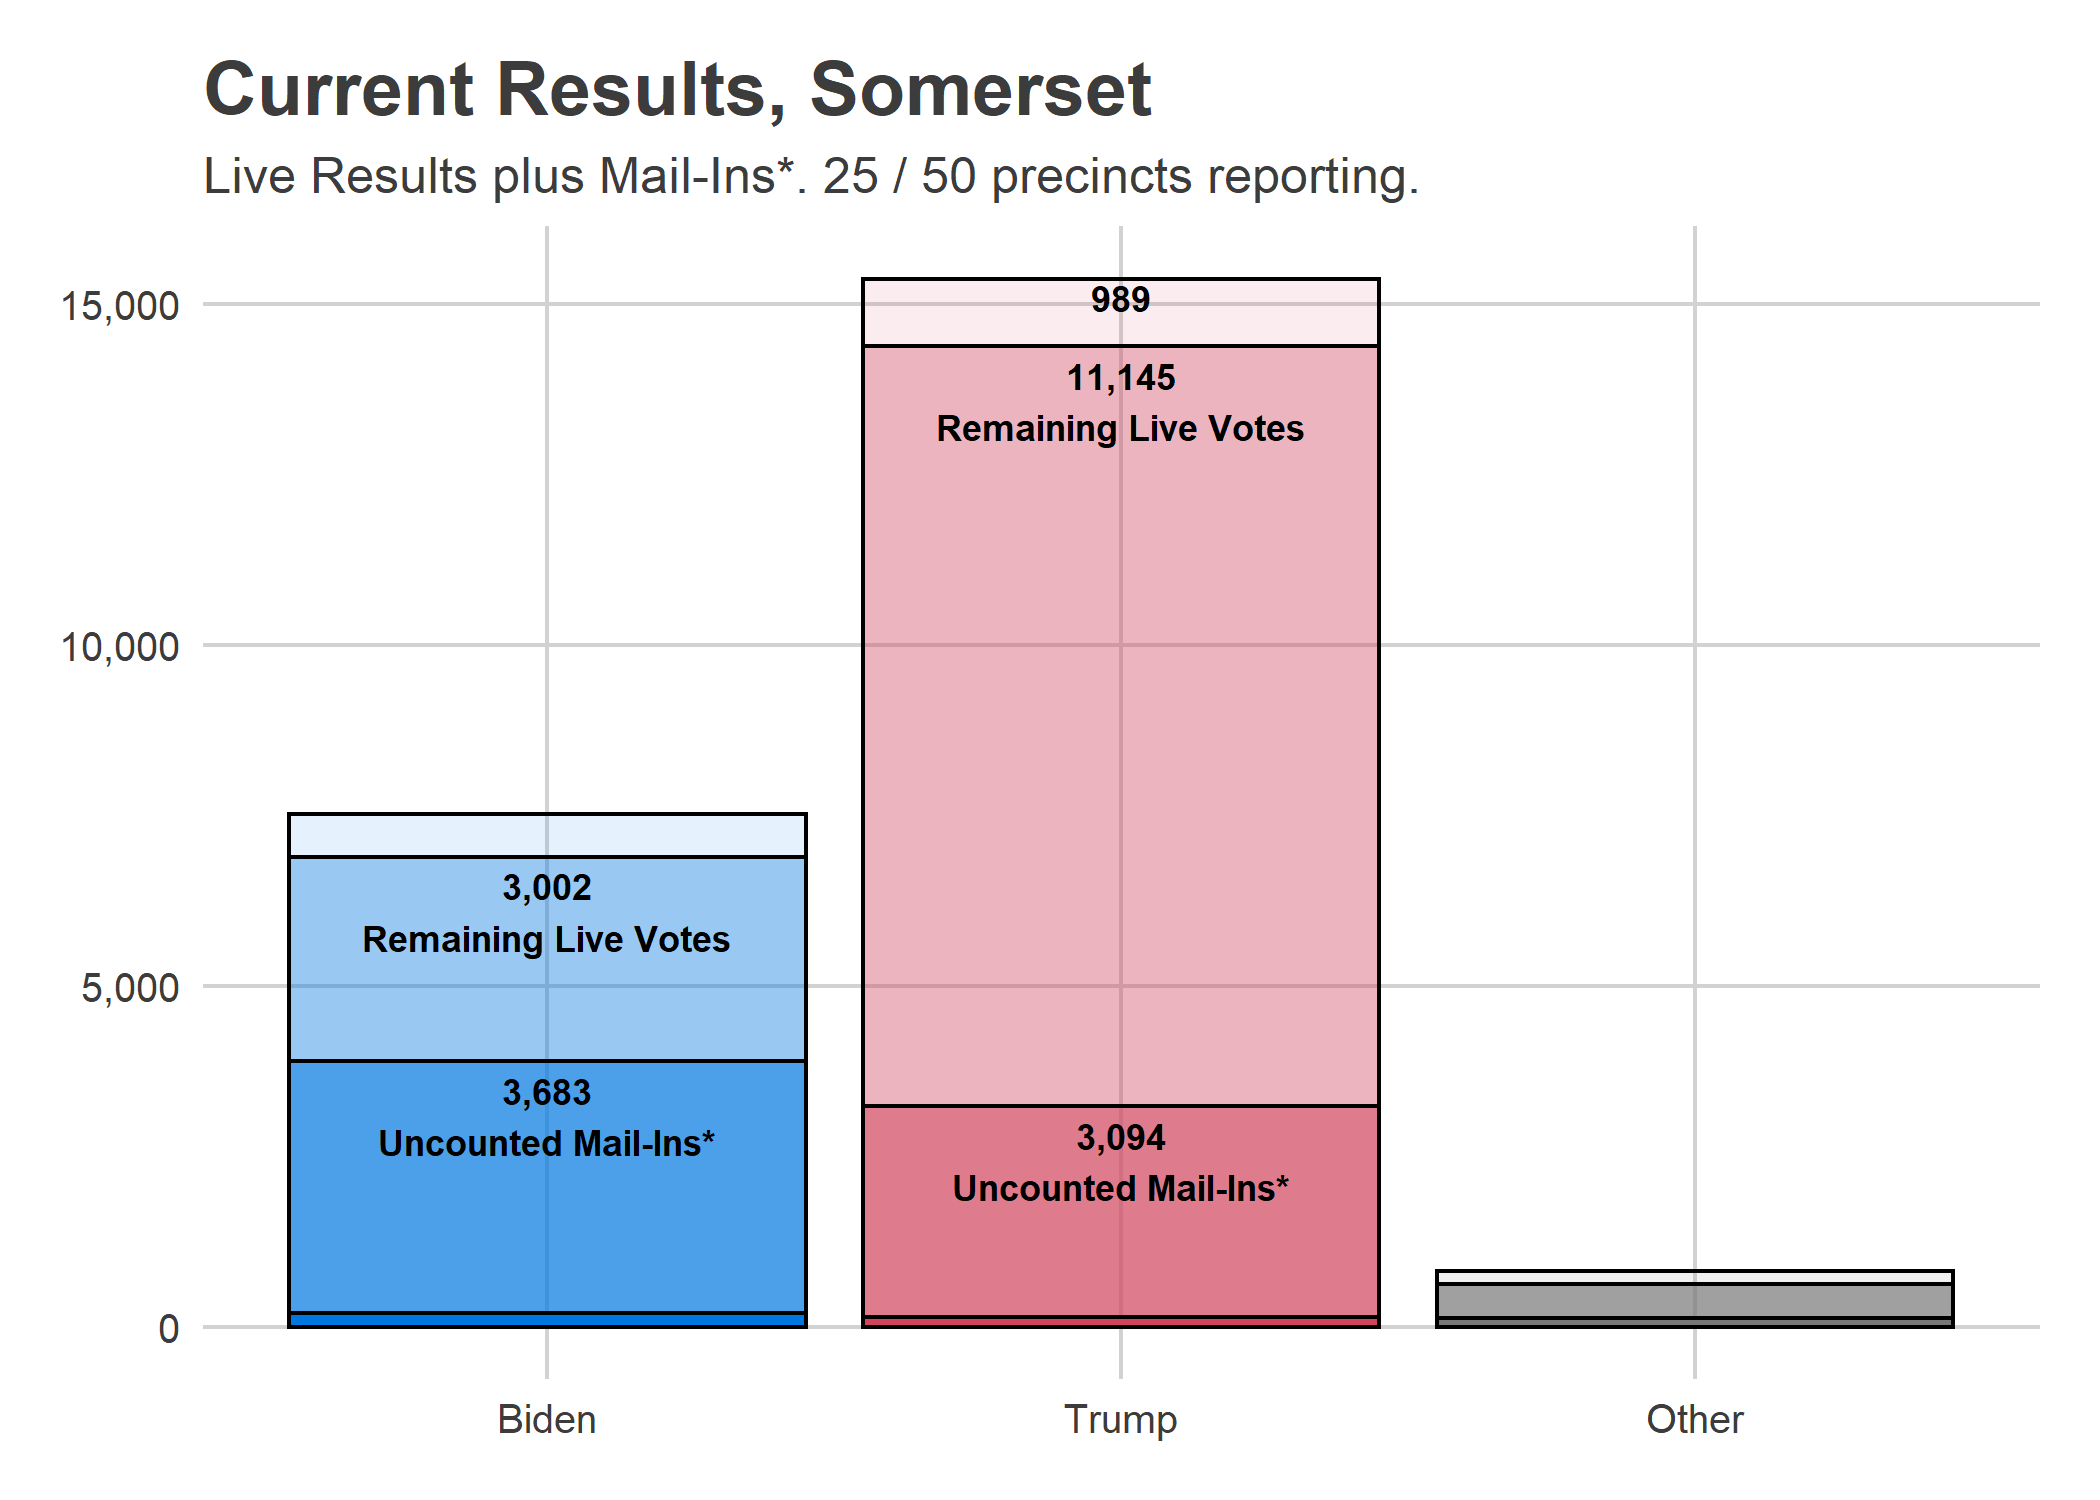 Current Results, Somerset
Live Results plus Mail-Ins*. 25 / 50 precincts reporting.
15,000
10,000
5,000
0
989
11,145
Remaining Live Votes
3,002
Remaining Live Votes
3,683
Uncounted Mail-Ins*
3,094
Uncounted Mail-Ins*
Biden
Trump
Other